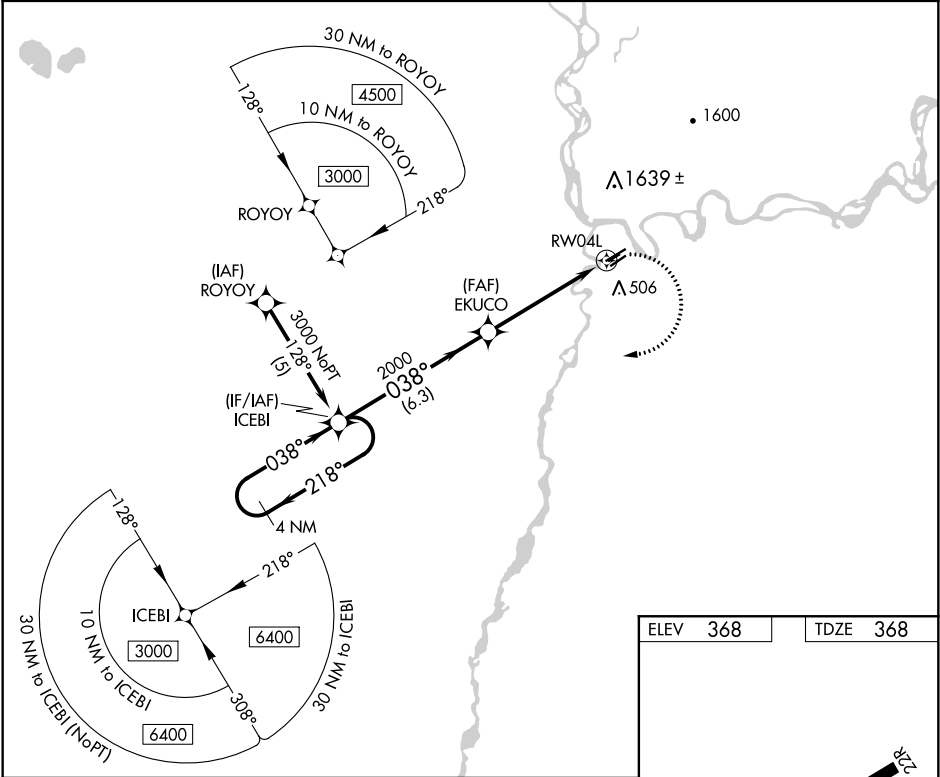 30 NM to ROYOY
4500
128°
10 NM to ROYOY
3000
218°
ROYOY
1600
1639 ±
RW04L
506
(IAF)
ROYOY
3000 NoPT
128°
(5)
(FAF)
EKUCO
2000
038°
(6.3)
(IF/IAF)
ICEBI
038°
218°
4 NM
128°
218°
ICEBI
3000
6400
10 NM to ICEBI
30 NM to ICEBI
308°
30 NM to ICEBI (NoPT)
6400
ELEV 368
TDZE 368
22R